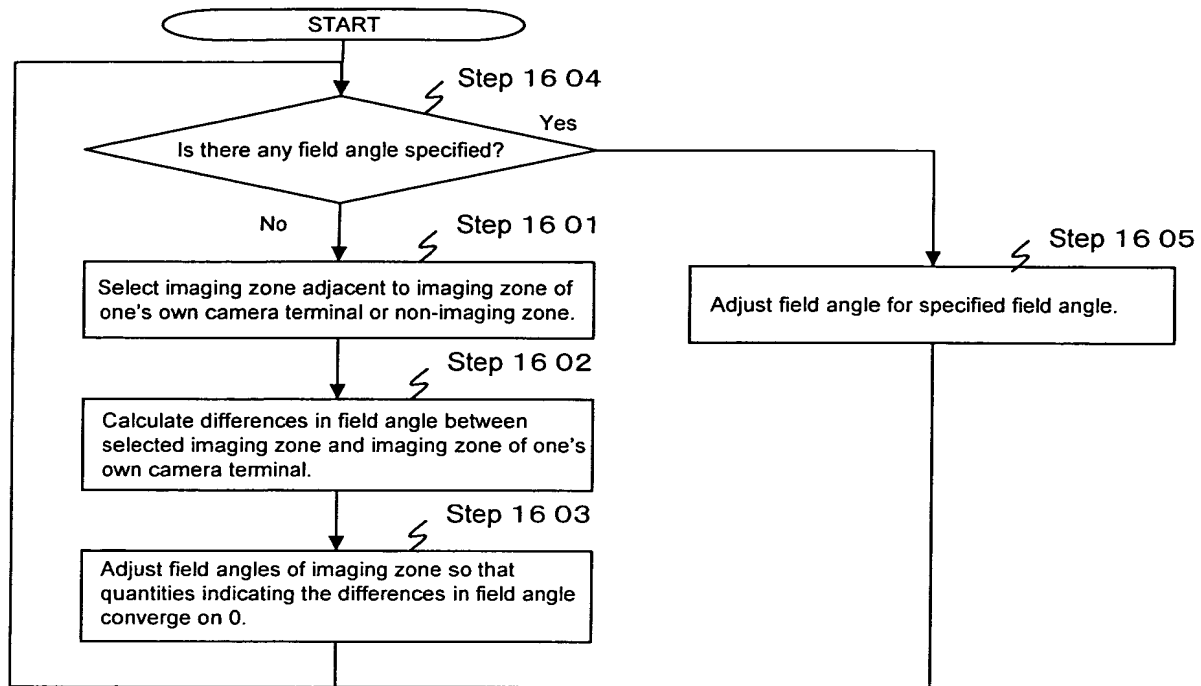 START
Step 16 04
Yes
Is there any field angle specified?
No
Step 16 01
Step 16 05
Select imaging zone adjacent to imaging zone of
one's own camera terminal or non-imaging zone.
Adjust field angle for specified field angle.
Step 16 02
Calculate differences in field angle between
selected imaging zone and imaging zone of one's
own camera terminal.
Step 16 03
Adjust field angles of imaging zone so that
quantities indicating the differences in field angle
converge on 0.